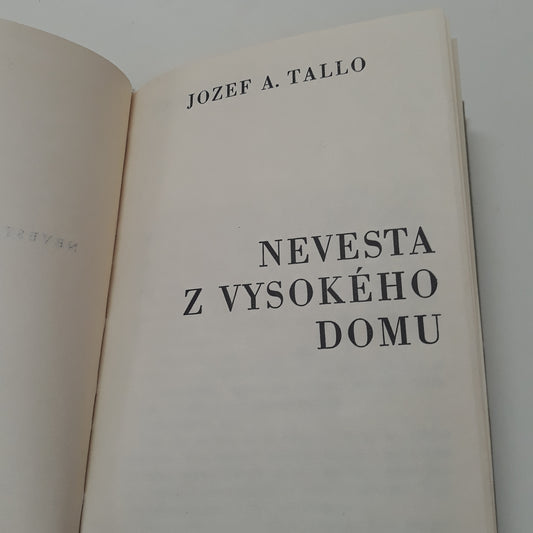 JOZEF A. TALLO
NEVESTA
Z VYSOKÉHO
DOMU